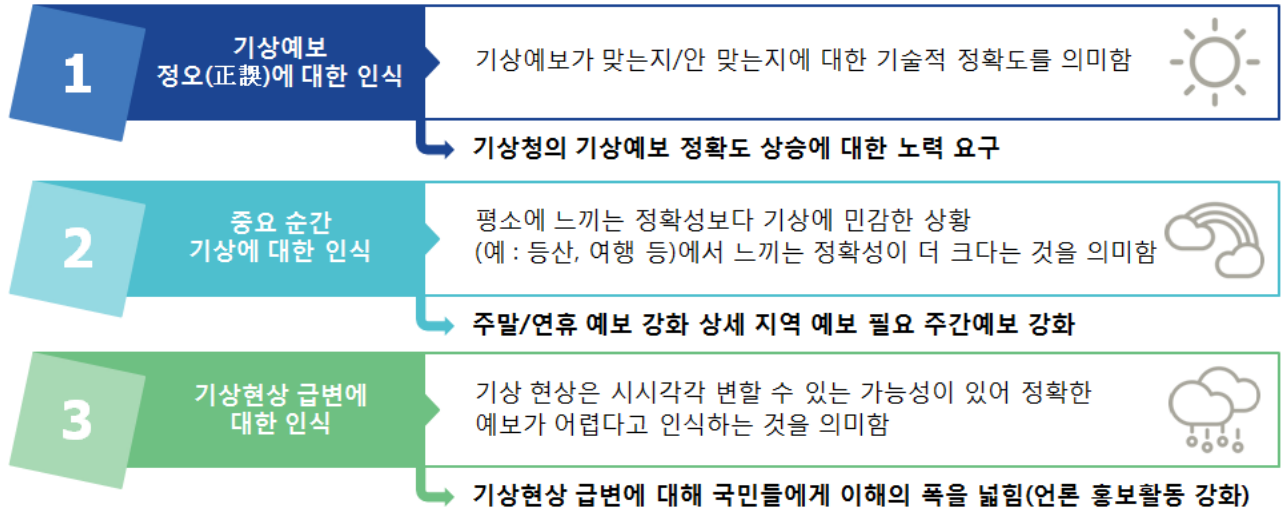 1
기상예보
정오(正誤)에 대한 인식
기상예보가 맞는지/안 맞는지에 대한 기술적 정확도를 의미함
기상청의 기상예보 정확도 상승에 대한 노력 요구
2
중요 순간
기상에 대한 인식
평소에 느끼는 정확성보다 기상에 민감한 상황
(예 : 등산, 여행 등)에서 느끼는 정확성이 더 크다는 것을 의미함
주말/연휴 예보 강화 상세 지역 예보 필요 주간예보 강화
3
기상현상 급변에
대한 인식
기상 현상은 시시각각 변할 수 있는 가능성이 있어 정확한
예보가 어렵다고 인식하는 것을 의미함
기상현상 급변에 대해 국민들에게 이해의 폭을 넓힘(언론 홍보활동 강화)